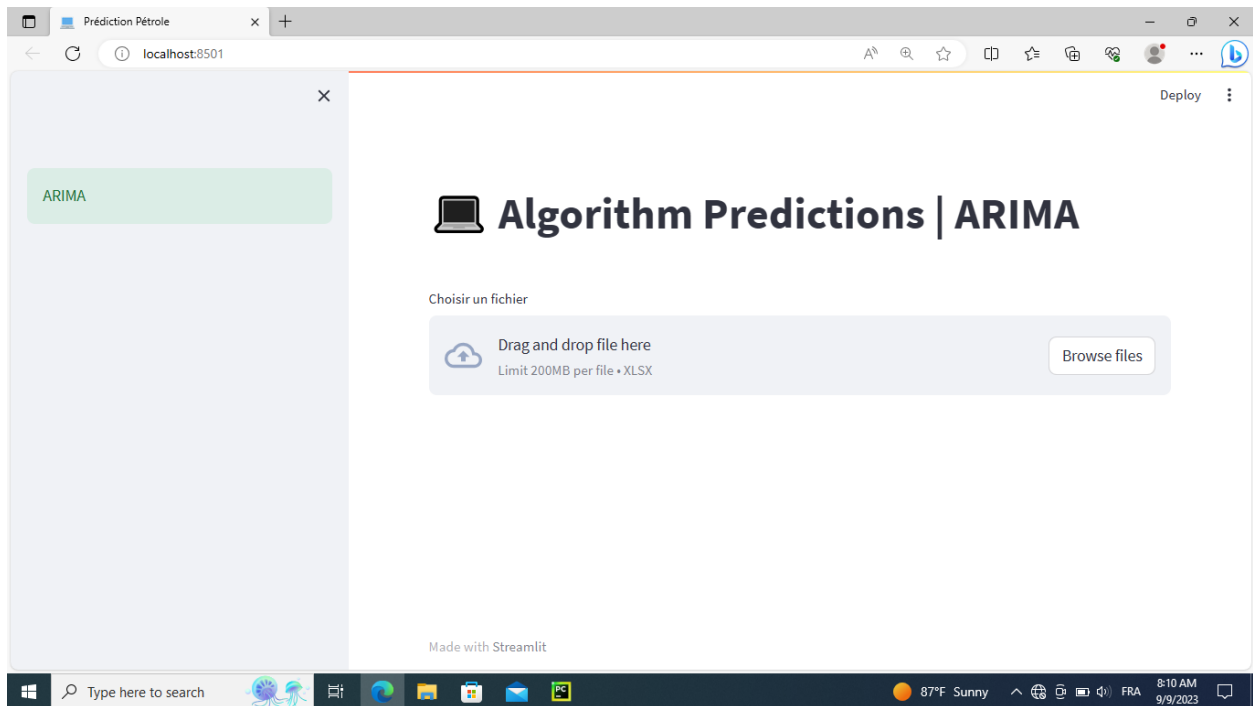 Prédiction Pétrole
localhost:8501
Deploy
ARIMA
Algorithm Predictions | ARIMA
Choisir un fichier
Drag and drop file here
Limit 200MB per file • XLSX
Browse files
Made with Streamlit
Type here to search
PC
87°F Sunny
FRA
8:10 AM
9/9/2023